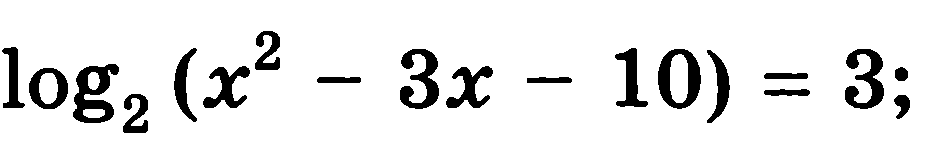 log₂ (x² − 3x − 10) = 3;